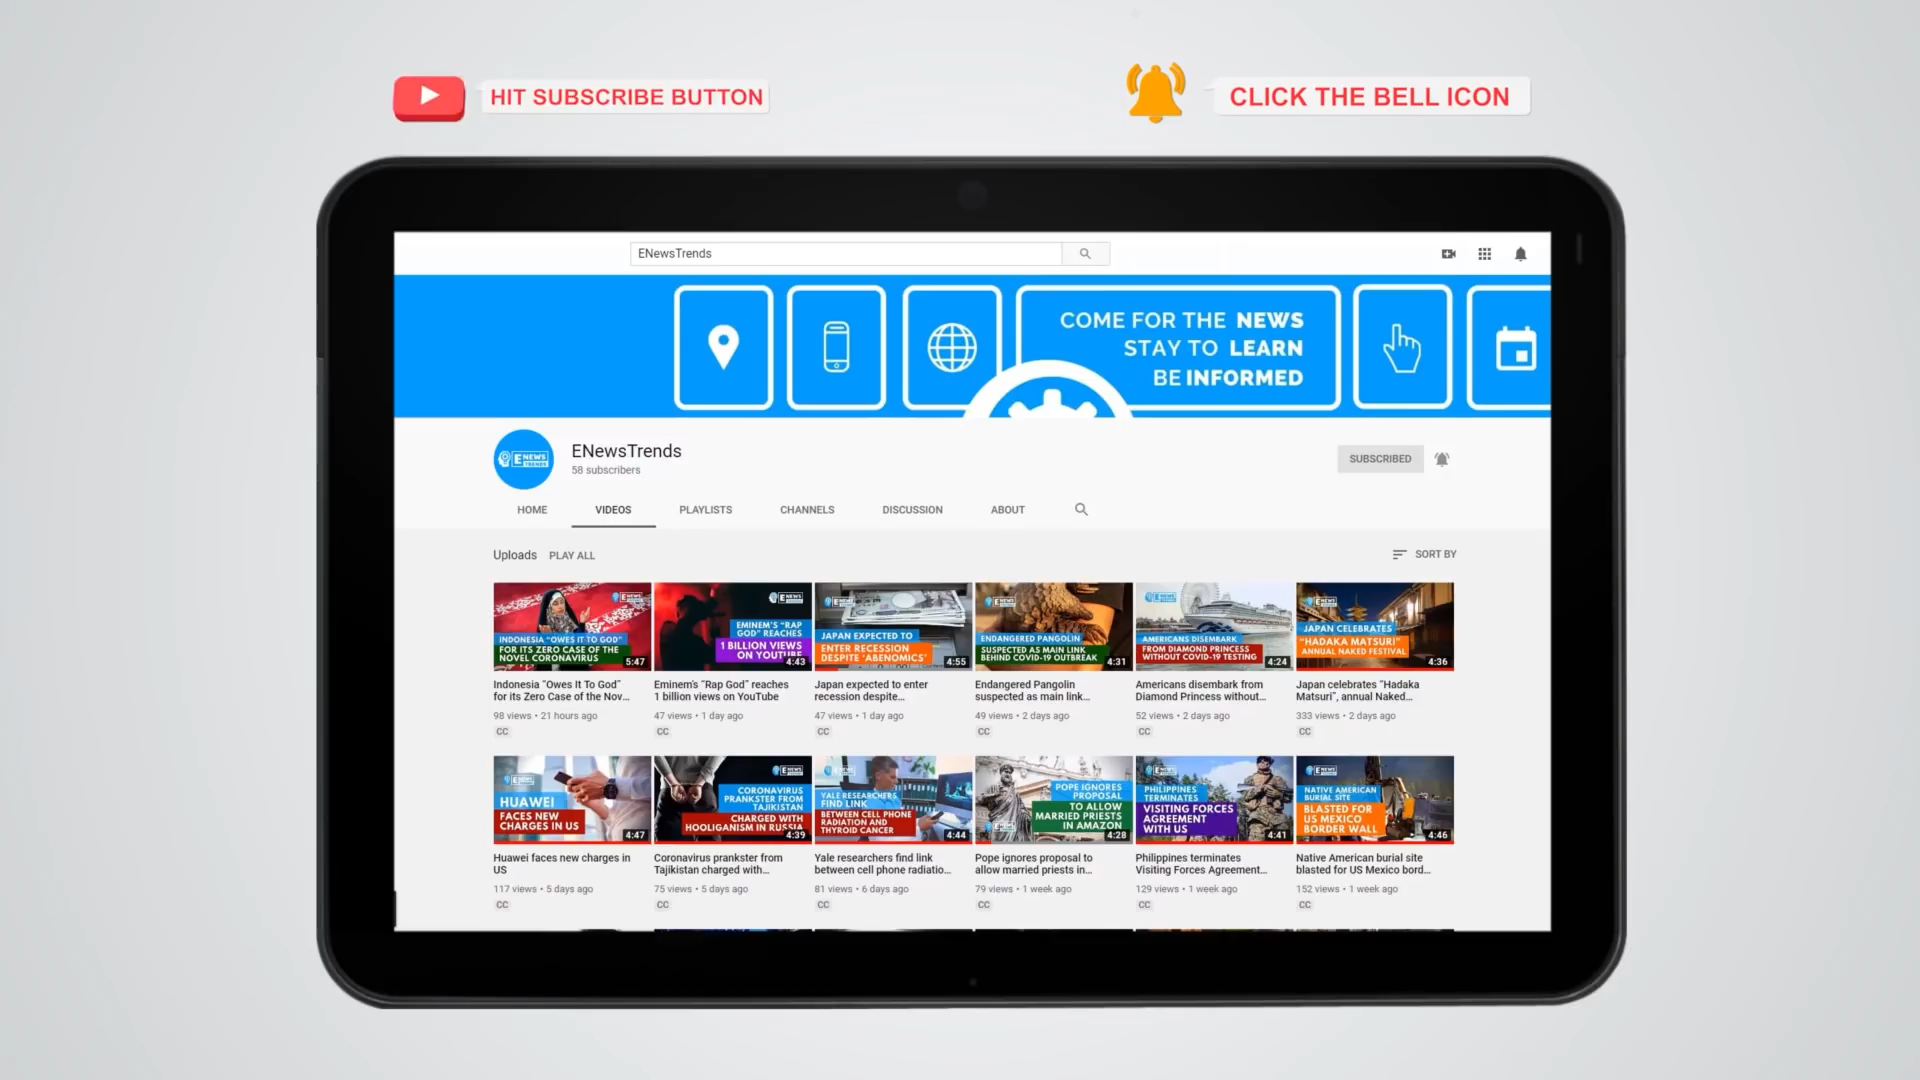 HIT SUBSCRIBE BUTTON
CLICK THE BELL ICON
ENewsTrends
COME FOR THE NEWS
STAY TO LEARN
BE INFORMED
E NEWS
TRENDS
ENewsTrends
58 subscribers
SUBSCRIBED
HOME
VIDEOS
PLAYLISTS
CHANNELS
DISCUSSION
ABOUT
Uploads
PLAY ALL
SORT BY
INDONESIA "OWES IT TO GOD"
FOR ITS ZERO CASE OF THE
NOVEL CORONAVIRUS
5:47
EMINEM'S "RAP
GOD" REACHES
1 BILLION VIEWS
ON YOUTUBE
4:43
JAPAN EXPECTED TO
ENTER RECESSION
DESPITE 'ABENOMICS'
4:55
ENDANGERED PANGOLIN
SUSPECTED AS MAIN LINK
BEHIND COVID-19 OUTBREAK
4:31
AMERICANS DISEMBARK
FROM DIAMOND PRINCESS
WITHOUT COVID-19 TESTING
4:24
JAPAN CELEBRATES
"HADAKA MATSURI"
ANNUAL NAKED FESTIVAL
4:36
Indonesia "Owes It To God"
for its Zero Case of the Nov...
98 views • 21 hours ago
CC
Eminem's "Rap God" reaches
1 billion views on YouTube
47 views • 1 day ago
CC
Japan expected to enter
recession despite...
47 views • 1 day ago
CC
Endangered Pangolin
suspected as main link...
49 views • 2 days ago
CC
Americans disembark from
Diamond Princess without...
52 views • 2 days ago
CC
Japan celebrates "Hadaka
Matsuri", annual Naked...
333 views • 2 days ago
CC
HUAWEI
FACES NEW
CHARGES IN US
4:47
CORONAVIRUS
PRANKSTER FROM
TAJIKISTAN
CHARGED WITH
HOOLIGANISM IN RUSSIA
4:39
YALE RESEARCHERS
FIND LINK
BETWEEN CELL PHONE
RADIATION AND
THYROID CANCER
4:44
POPE IGNORES
PROPOSAL
TO ALLOW
MARRIED PRIESTS
IN AMAZON
4:28
PHILIPPINES
TERMINATES
VISITING FORCES
AGREEMENT
WITH US
4:41
NATIVE AMERICAN
BURIAL SITE
BLASTED FOR
US MEXICO
BORDER WALL
4:46
Huawei faces new charges in
US
117 views • 5 days ago
CC
Coronavirus prankster from
Tajikistan charged with...
75 views • 5 days ago
CC
Yale researchers find link
between cell phone radiatio...
81 views • 6 days ago
CC
Pope ignores proposal to
allow married priests in...
79 views • 1 week ago
CC
Philippines terminates
Visiting Forces Agreement...
129 views • 1 week ago
CC
Native American burial site
blasted for US Mexico bord...
152 views • 1 week ago
CC